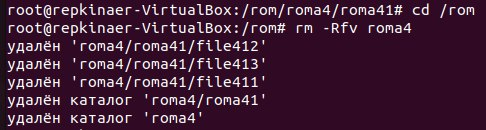 root@repkinaer-VirtualBox:/rom/roma4/roma41# cd /rom
root@repkinaer-VirtualBox:/rom# rm -Rfv roma4
удалён 'roma4/roma41/file412'
удалён 'roma4/roma41/file413'
удалён 'roma4/roma41/file411'
удалён каталог 'roma4/roma41'
удалён каталог 'roma4'